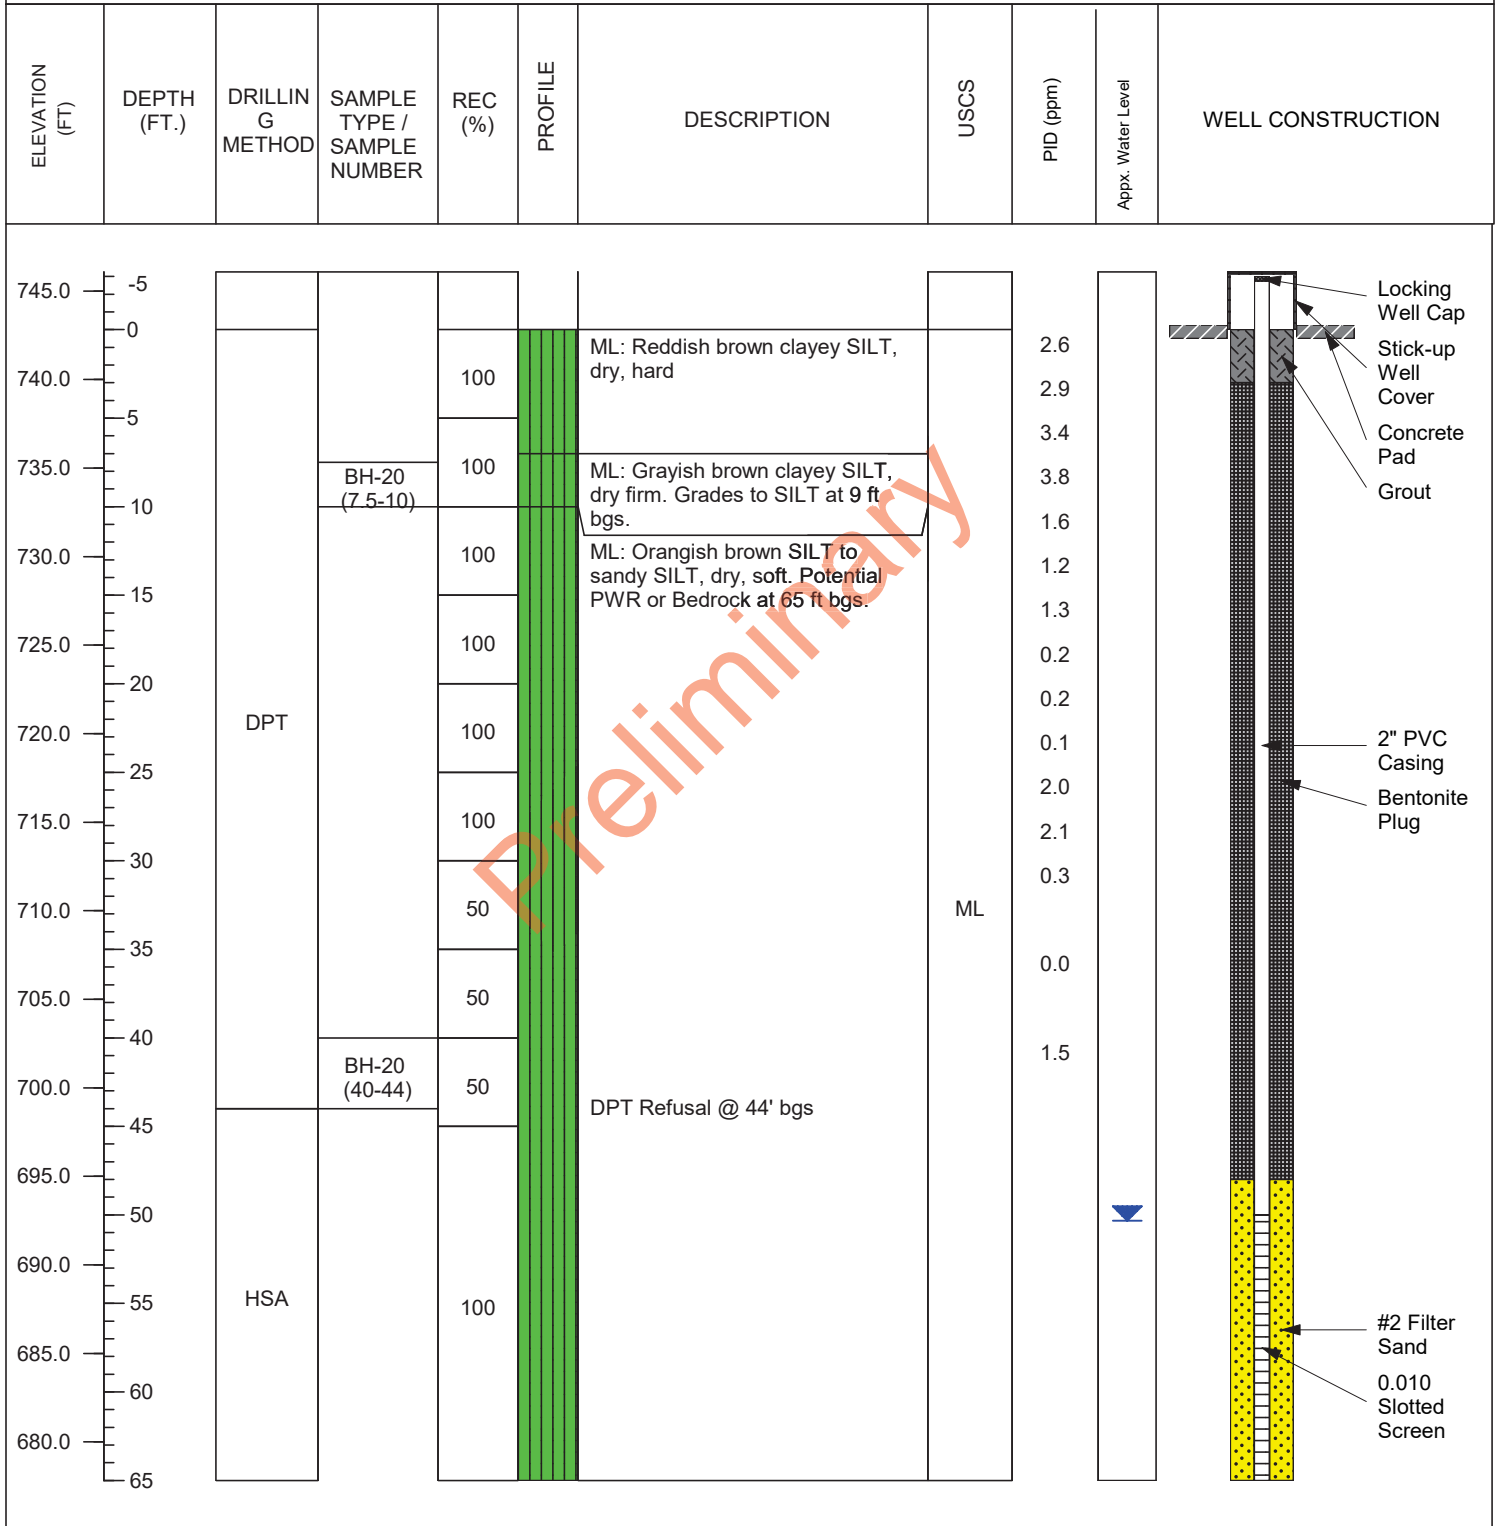 ELEVATION
(FT)
DEPTH
(FT.)
DRILLIN
G
METHOD
SAMPLE
TYPE /
SAMPLE
NUMBER
REC
(%)
PROFILE
DESCRIPTION
USCS
PID (ppm)
Appx. Water Level
WELL CONSTRUCTION
745.0
740.0
735.0
730.0
725.0
720.0
715.0
710.0
705.0
700.0
695.0
690.0
685.0
680.0
-5
0
5
10
15
20
25
30
35
40
45
50
55
60
65
DPT
HSA
BH-20
(7.5-10)
BH-20
(40-44)
100
100
100
100
100
100
50
50
50
100
ML: Reddish brown clayey SILT,
dry, hard
ML: Grayish brown clayey SILT,
dry firm. Grades to SILT at 9 ft
bgs.
ML: Orangish brown SILT to
sandy SILT, dry, soft. Potential
PWR or Bedrock at 65 ft bgs.
DPT Refusal @ 44' bgs
ML
2.6
2.9
3.4
3.8
1.6
1.2
1.3
0.2
0.2
0.1
2.0
2.1
0.3
0.0
1.5
Locking
Well Cap
Stick-up
Well
Cover
Concrete
Pad
Grout
2" PVC
Casing
Bentonite
Plug
#2 Filter
Sand
0.010
Slotted
Screen
Preliminary